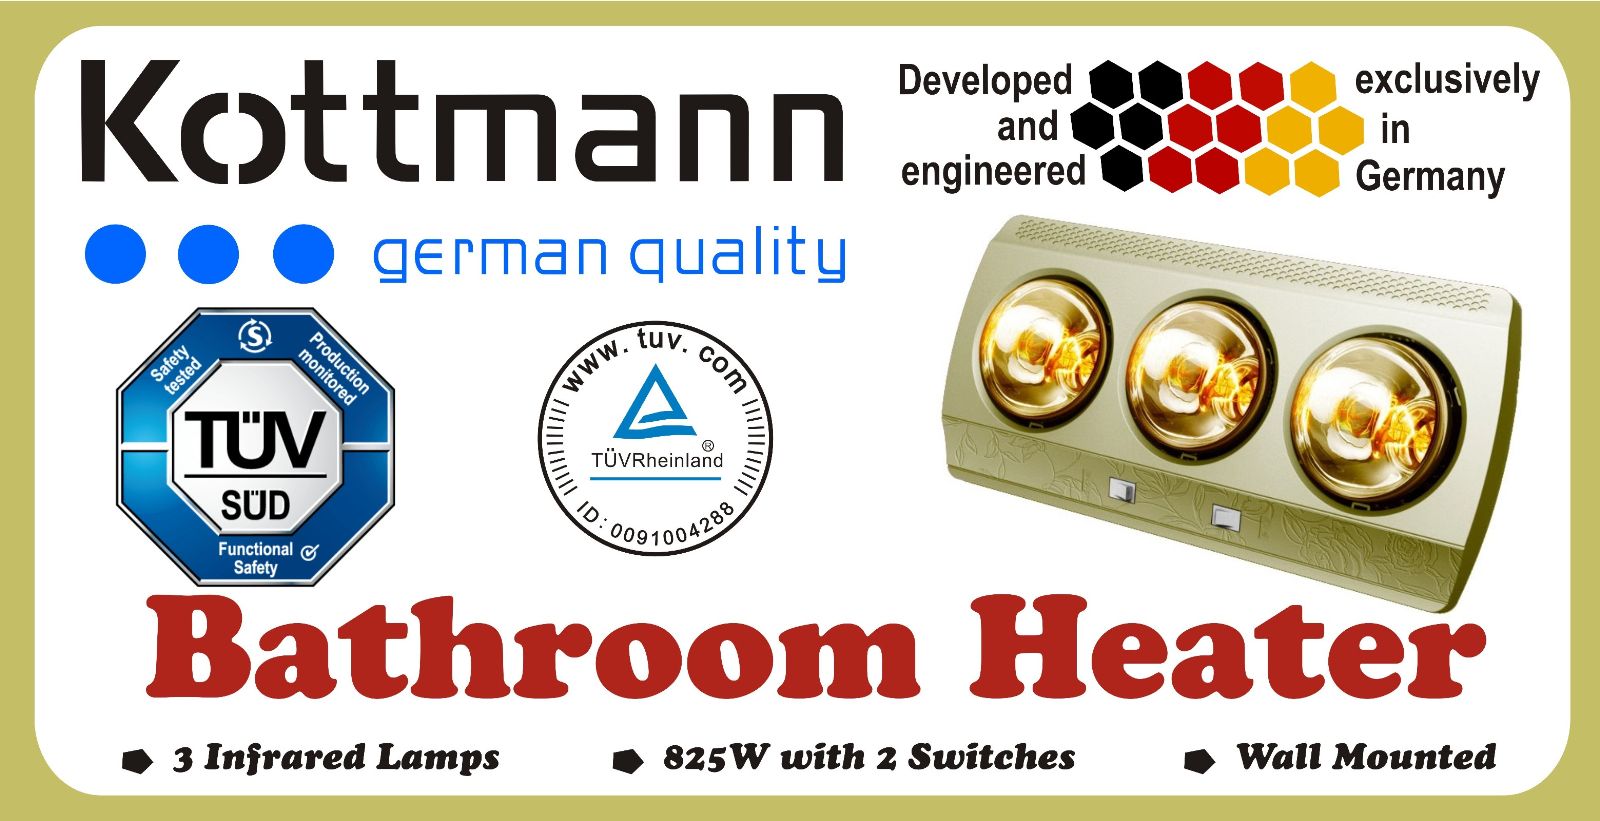 Kottmann
german quality
Developed exclusively
and in
engineered Germany
Safety
tested
S
Production
monitored
TÜV
SÜD
Functional
Safety
www.tuv.com
®
TÜVRheinland
ID: 0091004288
Bathroom Heater
3 Infrared Lamps
825W with 2 Switches
Wall Mounted